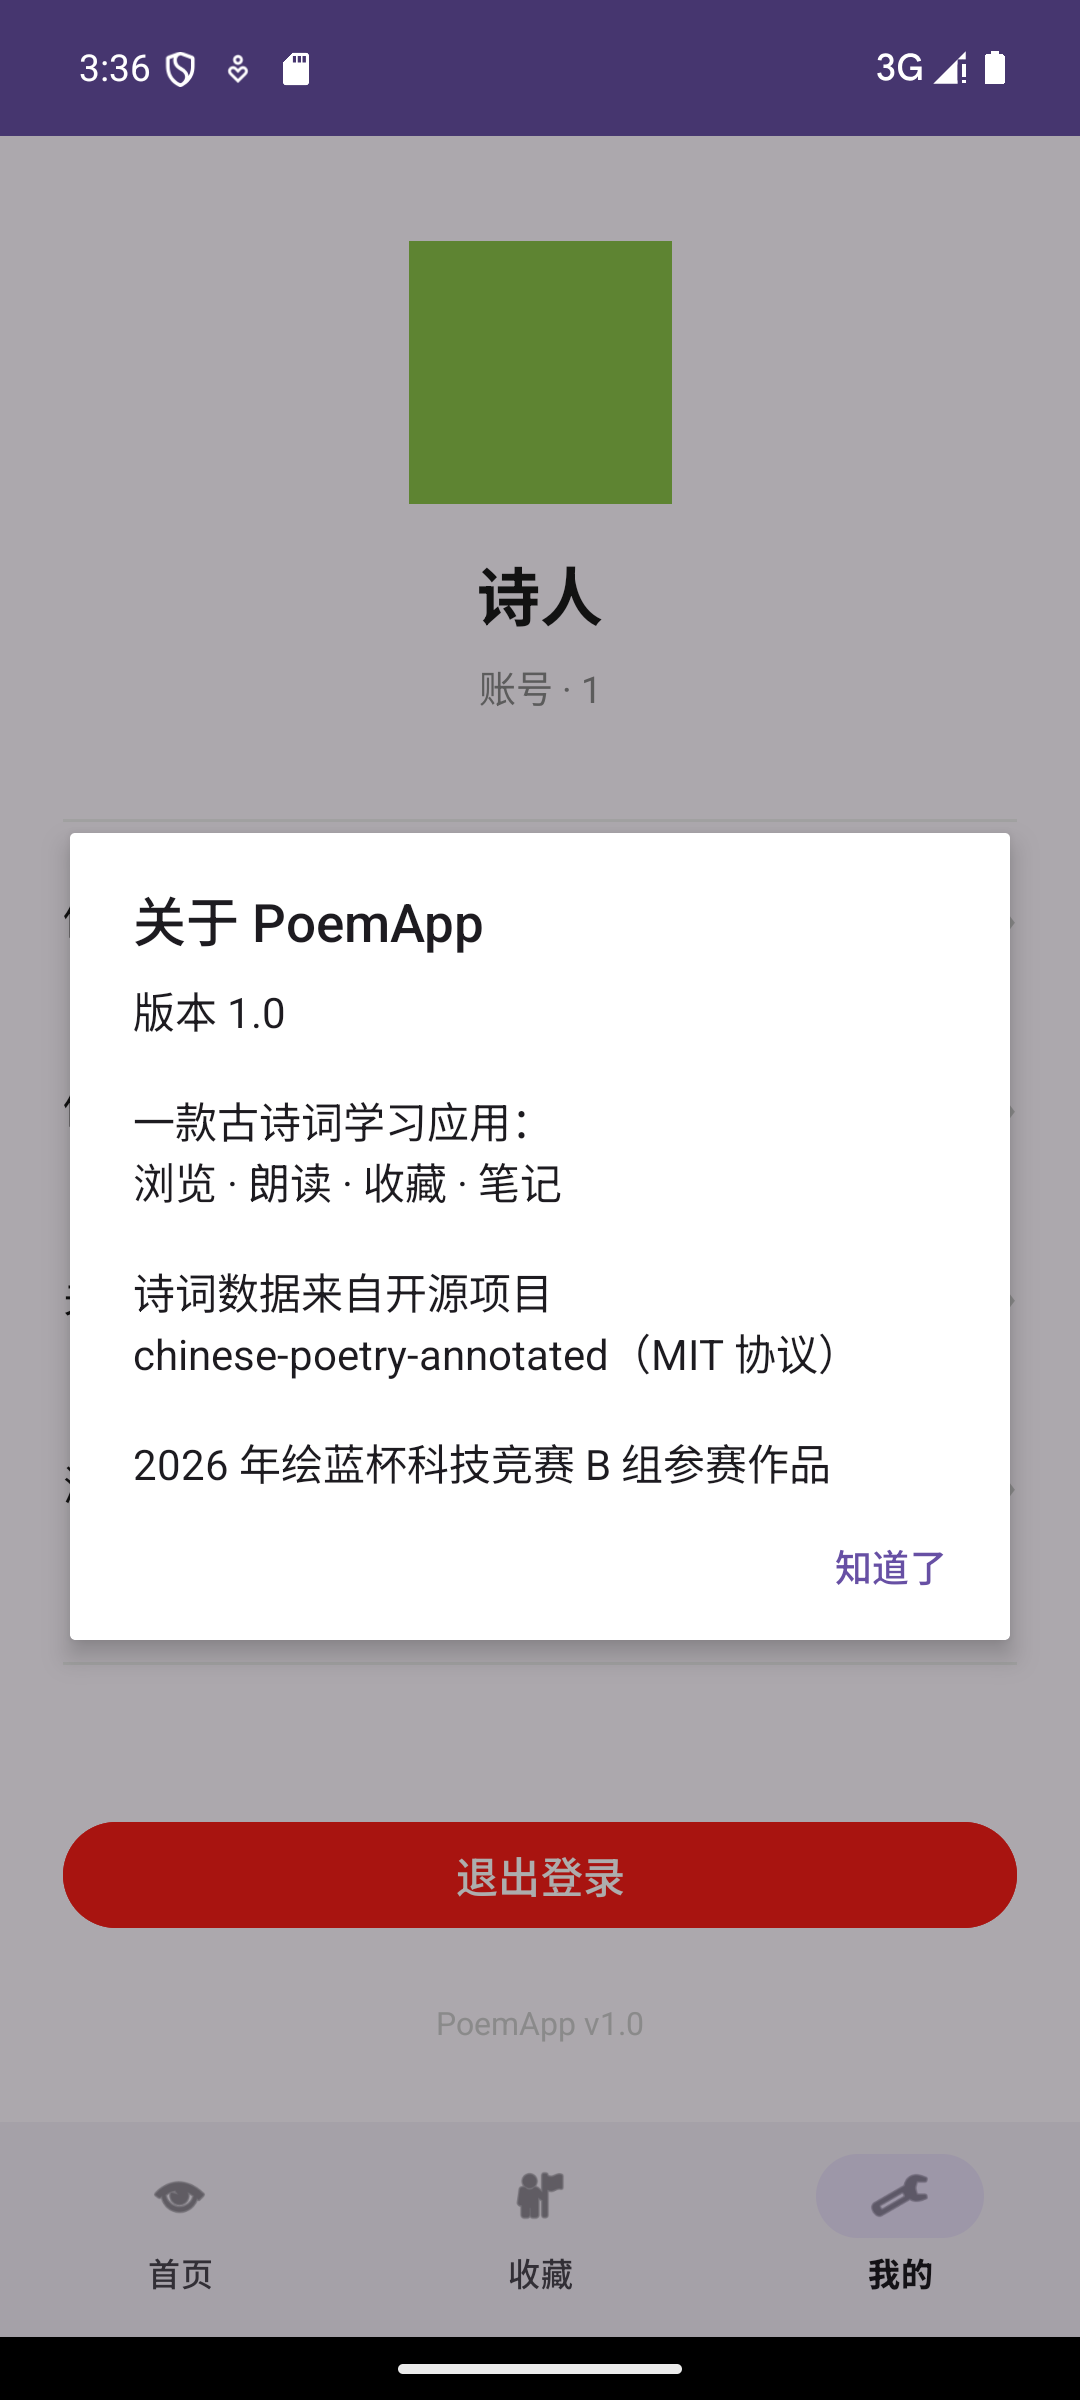 3:36
3G
诗人
账号 · 1
关于 PoemApp
版本 1.0
一款古诗词学习应用：
浏览 · 朗读 · 收藏 · 笔记
诗词数据来自开源项目
chinese-poetry-annotated（MIT 协议）
2026 年绘蓝杯科技竞赛 B 组参赛作品
知道了
退出登录
PoemApp v1.0
首页
收藏
我的